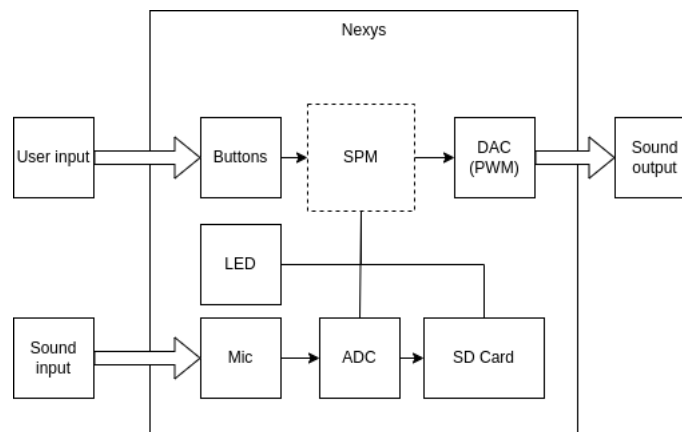 Nexys
User input
Buttons
SPM
DAC
(PWM)
Sound
output
LED
Sound
input
Mic
ADC
SD Card